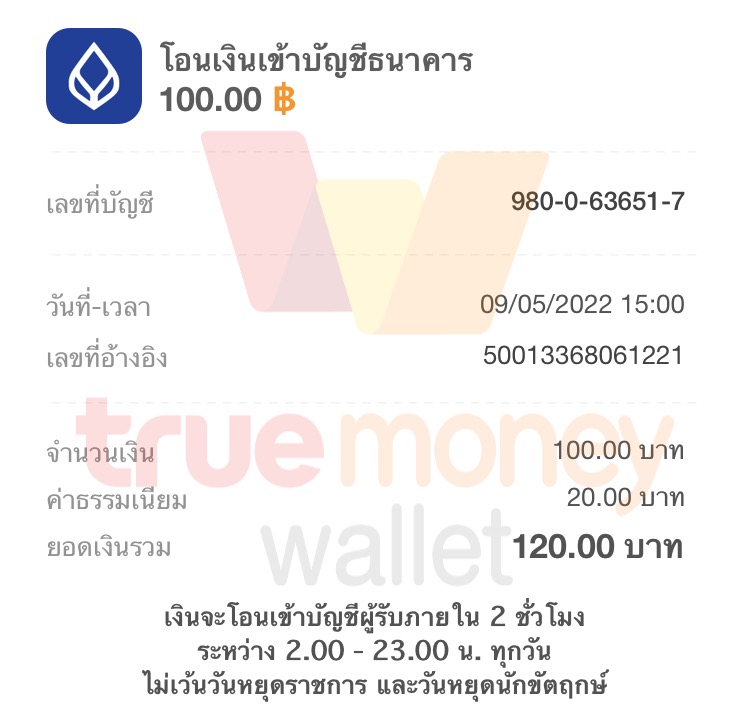 โอนเงินเข้าบัญชีธนาคาร
100.00 ฿
เลขที่บัญชี 980-0-63651-7
วันที่-เวลา 09/05/2022 15:00
เลขที่อ้างอิง 50013368061221
จำนวนเงิน 100.00 บาท
ค่าธรรมเนียม 20.00 บาท
ยอดเงินรวม 120.00 บาท
true money
wallet
เงินจะโอนเข้าบัญชีผู้รับภายใน 2 ชั่วโมง
ระหว่าง 2.00 - 23.00 น. ทุกวัน
ไม่เว้นวันหยุดราชการ และวันหยุดนักขัตฤกษ์